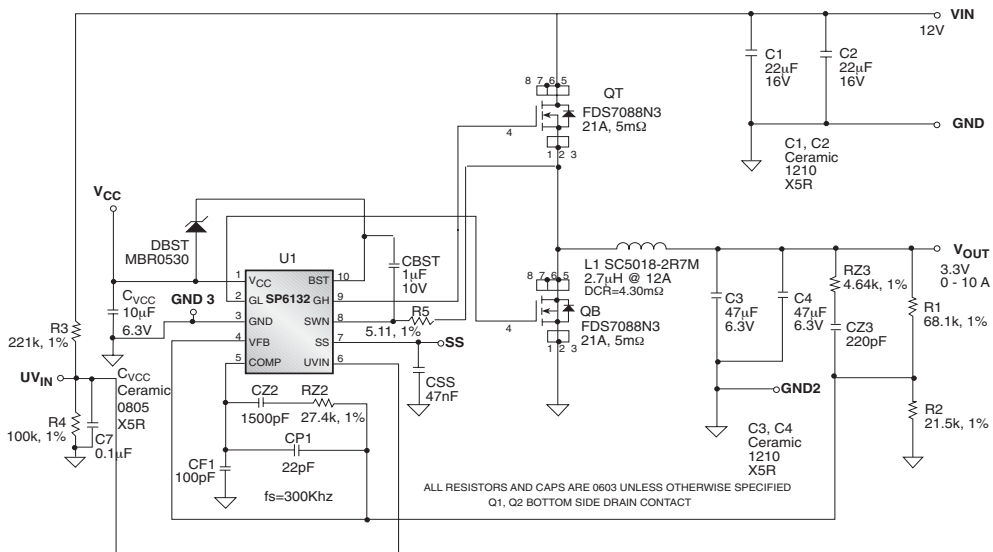 VIN
12V
C1
22µF
16V
C2
22µF
16V
8 7 6 5
QT
FDS7088N3
21A, 5mΩ
4
1 2 3
GND
C1, C2
Ceramic
1210
X5R
VCC
DBST
MBR0530
U1
SP6132
1
VCC
2
GL
3
GND
4
VFB
5
COMP
BST
10
GH
9
SWN
8
SS
7
UVIN
6
CBST
1µF
10V
R5
5.11, 1%
SS
CSS
47nF
CVCC
10µF
6.3V
GND 3
R3
221k, 1%
UVIN
CVCC
Ceramic
0805
X5R
R4
100k, 1%
C7
0.1µF
CZ2
1500pF
RZ2
27.4k, 1%
CP1
22pF
CF1
100pF
fs=300Khz
L1 SC5018-2R7M
2.7µH @ 12A
DCR=4.30mΩ
8 7 6 5
QB
FDS7088N3
21A, 5mΩ
4
1 2 3
C3
47µF
6.3V
C4
47µF
6.3V
RZ3
4.64k, 1%
CZ3
220pF
R1
68.1k, 1%
VOUT
3.3V
0 - 10 A
GND2
R2
21.5k, 1%
C3, C4
Ceramic
1210
X5R
ALL RESISTORS AND CAPS ARE 0603 UNLESS OTHERWISE SPECIFIED
Q1, Q2 BOTTOM SIDE DRAIN CONTACT